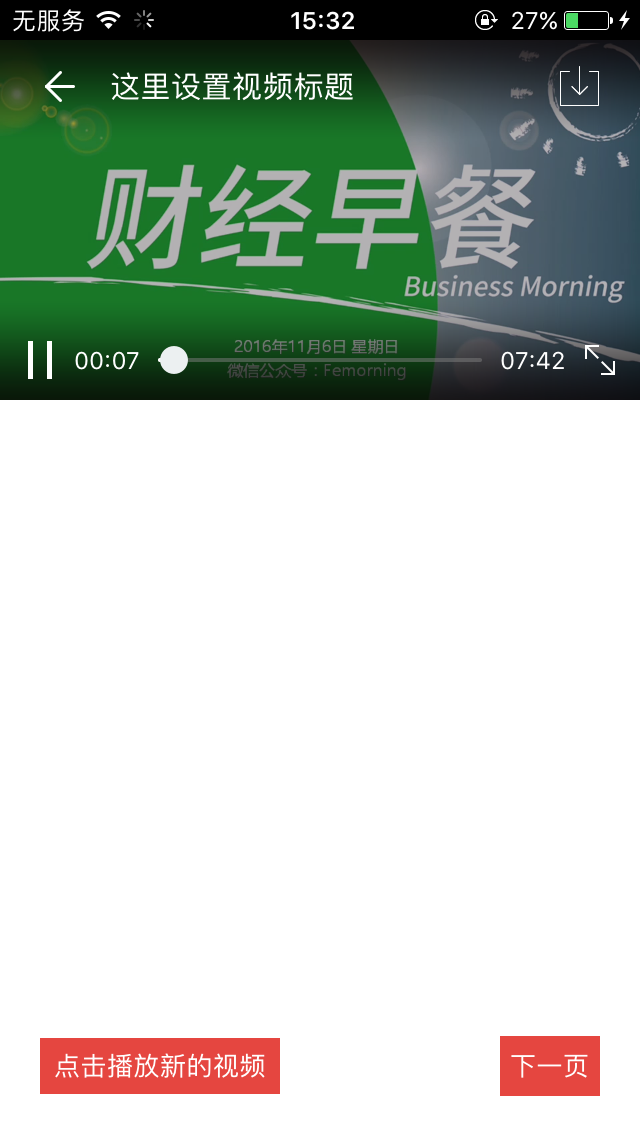 无服务 15:32 27%
这里设置视频标题
财经早餐
Business Morning
2016年11月6日 星期日
00:07 07:42
微信公众号：Femorning
点击播放新的视频 下一页